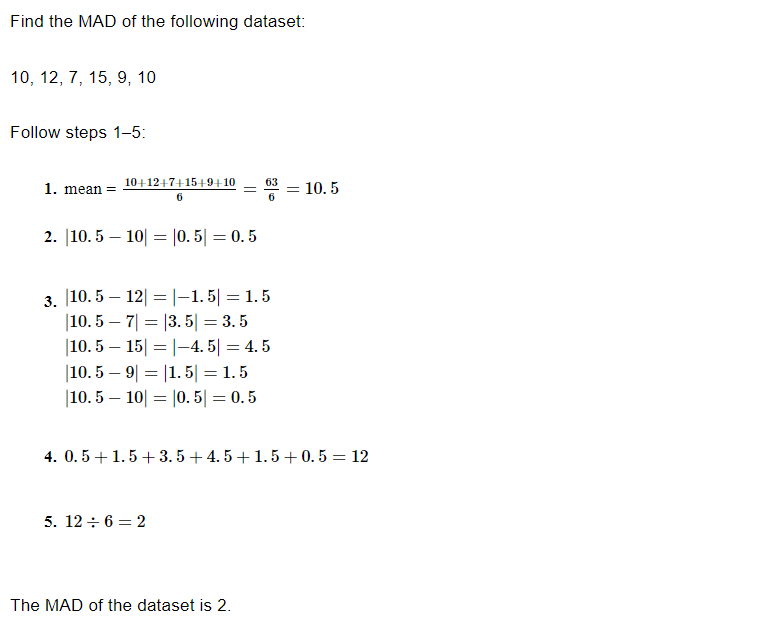 Find the MAD of the following dataset:
10, 12, 7, 15, 9, 10
Follow steps 1–5:
1. mean = \frac{10+12+7+15+9+10}{6} = \frac{63}{6} = 10.5
2. |10.5 − 10| = |0.5| = 0.5
3. |10.5 − 12| = |−1.5| = 1.5
|10.5 − 7| = |3.5| = 3.5
|10.5 − 15| = |−4.5| = 4.5
|10.5 − 9| = |1.5| = 1.5
|10.5 − 10| = |0.5| = 0.5
4. 0.5 + 1.5 + 3.5 + 4.5 + 1.5 + 0.5 = 12
5. 12 ÷ 6 = 2
The MAD of the dataset is 2.